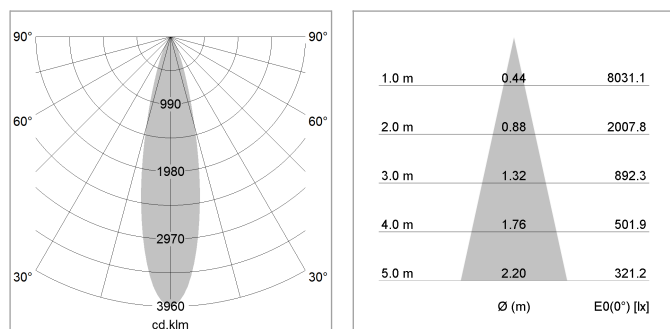 90° 90°
990
60° 60°
1980
2970
30° 30°
3960
cd.klm
1.0 m 0.44 8031.1
2.0 m 0.88 2007.8
3.0 m 1.32 892.3
4.0 m 1.76 501.9
5.0 m 2.20 321.2
Ø (m) E0(0°) [lx]